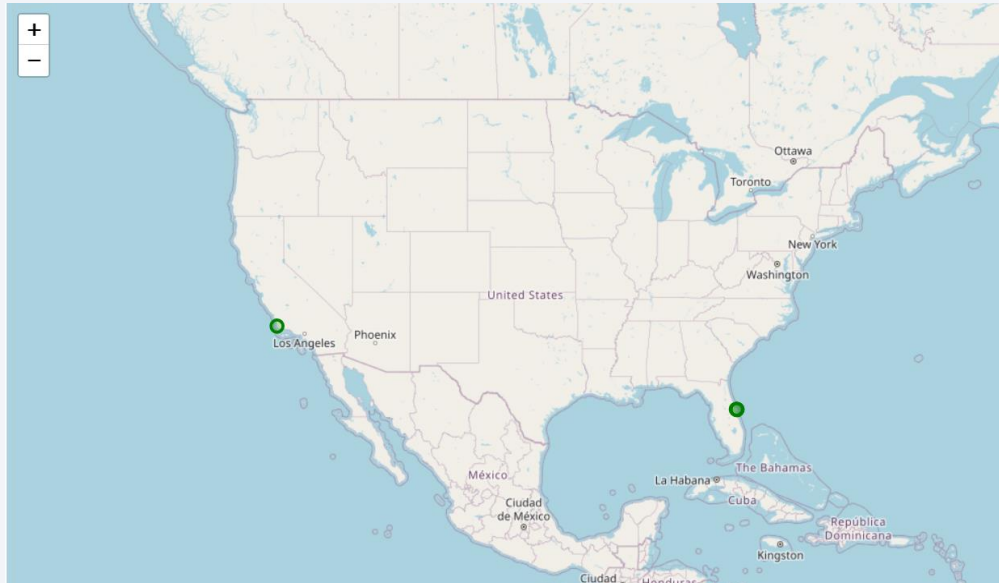 +
−
Ottawa
Toronto
New York
Washington
United States
Los Angeles
Phoenix
México
Ciudad
de México
La Habana
The Bahamas
Cuba
República
Dominicana
Kingston
Ciudad
Honduras